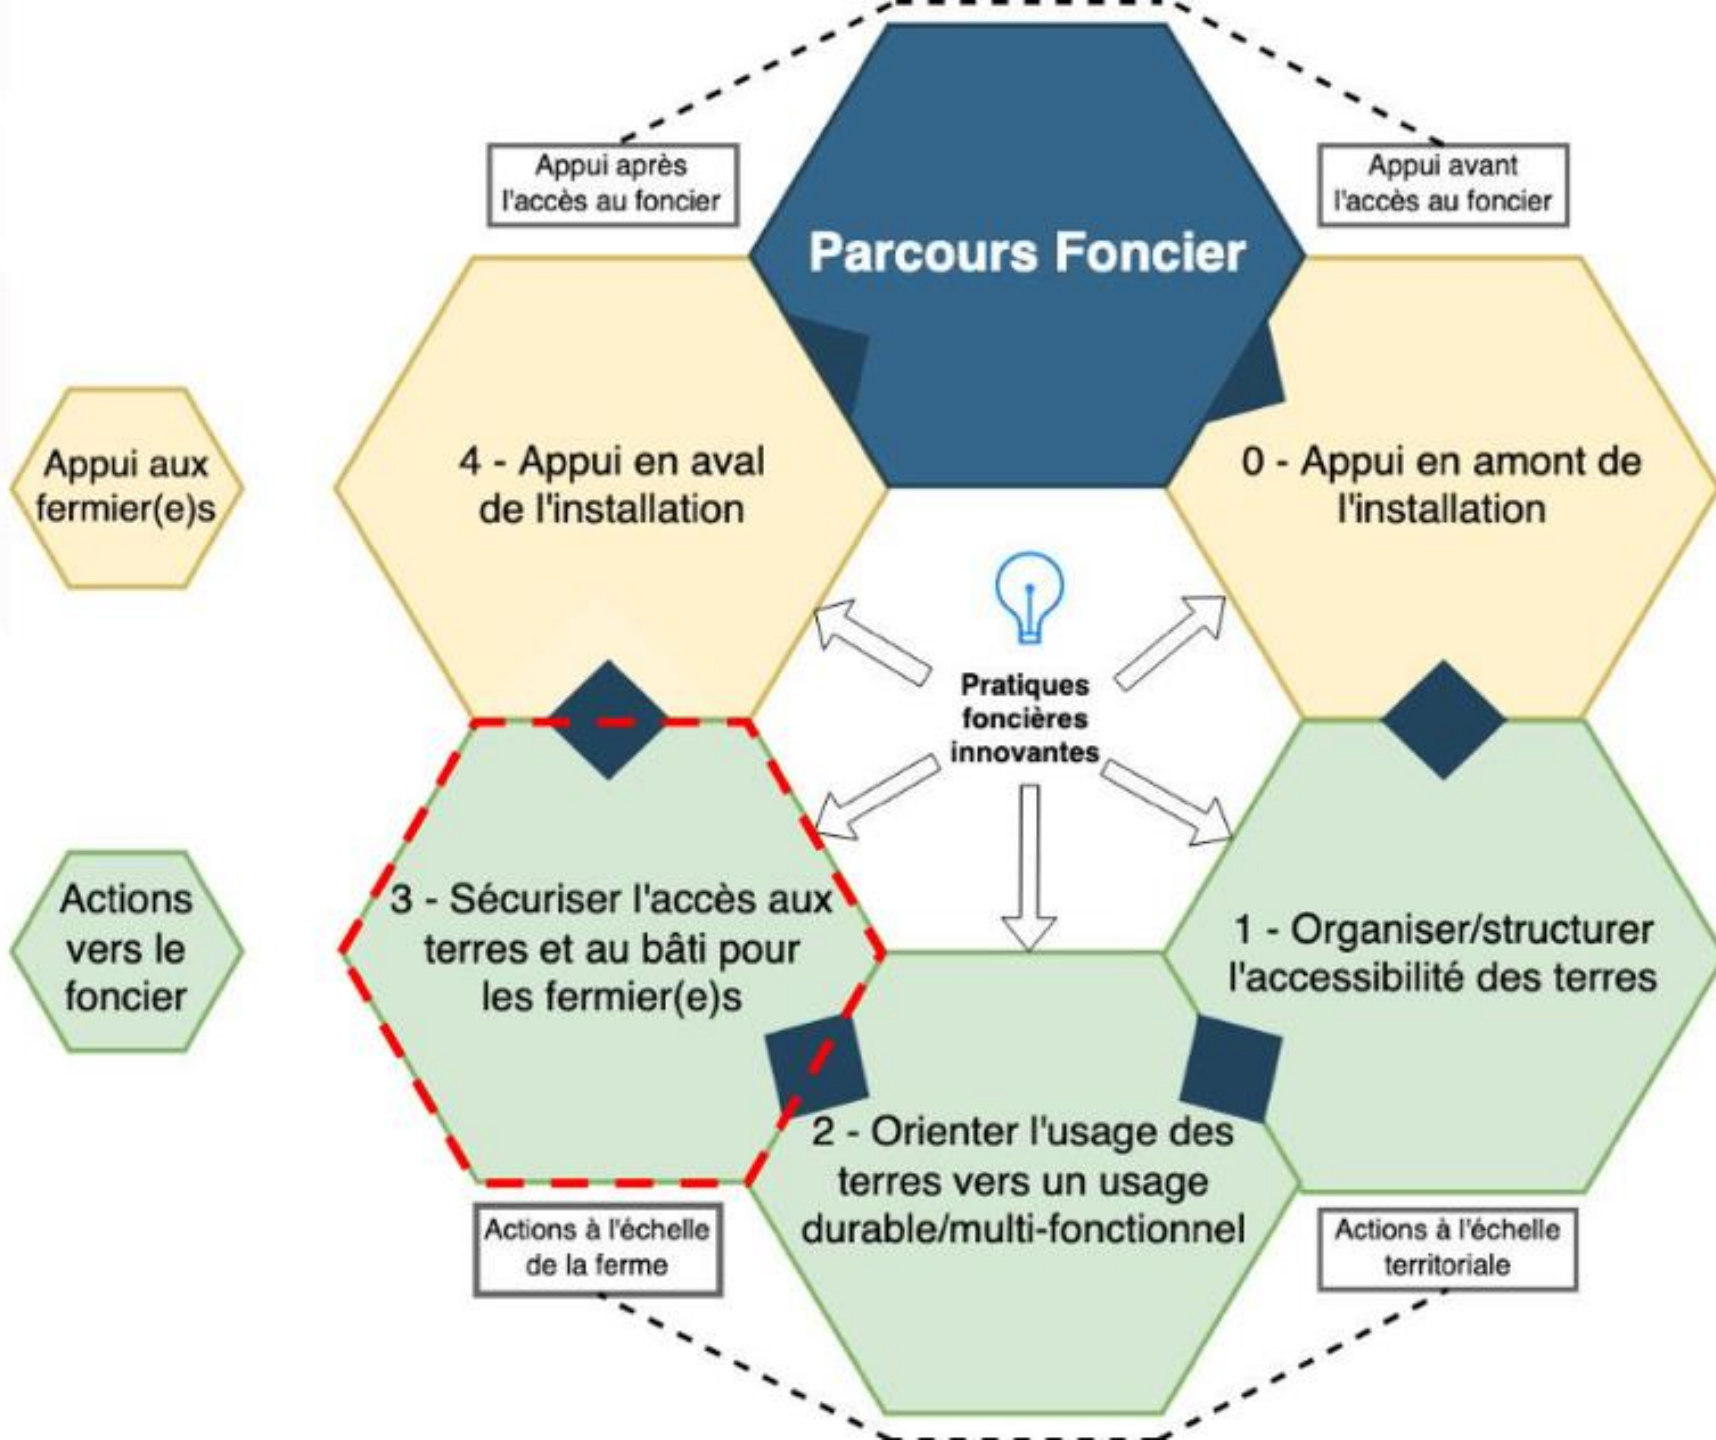 Appui après
l'accès au foncier
Appui avant
l'accès au foncier
Parcours Foncier
Appui aux
fermier(e)s
4 - Appui en aval
de l'installation
0 - Appui en amont de
l'installation
Pratiques
foncières
innovantes
Actions
vers le
foncier
3 - Sécuriser l'accès aux
terres et au bâti pour
les fermier(e)s
1 - Organiser/structurer
l'accessibilité des terres
2 - Orienter l'usage des
terres vers un usage
durable/multi-fonctionnel
Actions à l'échelle
de la ferme
Actions à l'échelle
territoriale